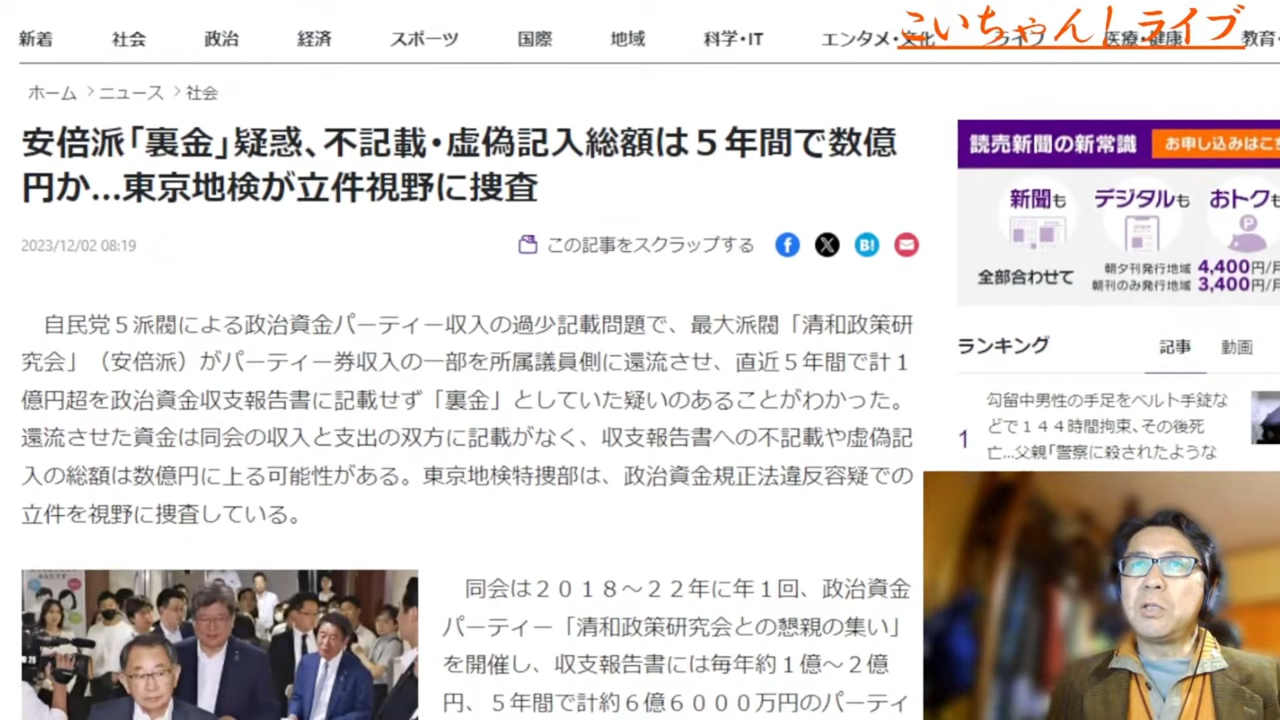 こいちゃん！ライブ
新着 社会 政治 経済 スポーツ 国際 地域 科学・IT エンタメ・文化 ライフ 医療・健康 教育・
ホーム > ニュース > 社会
安倍派「裏金」疑惑、不記載・虚偽記入総額は５年間で数億
円か…東京地検が立件視野に捜査
2023/12/02 08:19
この記事をスクラップする
f X B!
自民党５派閥による政治資金パーティー収入の過少記載問題で、最大派閥「清和政策研
究会」（安倍派）がパーティー券収入の一部を所属議員側に還流させ、直近５年間で計１
億円超を政治資金収支報告書に記載せず「裏金」としていた疑いのあることがわかった。
還流させた資金は同会の収入と支出の双方に記載がなく、収支報告書への不記載や虚偽記
入の総額は数億円に上る可能性がある。東京地検特捜部は、政治資金規正法違反容疑での
立件を視野に捜査している。
同会は２０１８～２２年に年１回、政治資金
パーティー「清和政策研究会との懇親の集い」
を開催し、収支報告書には毎年約１億～２億
円、５年間で計約６億６０００万円のパーティ
読売新聞の新常識 お申し込みはこち
新聞も デジタルも おトクも
P
全部合わせて
朝夕刊発行地域 4,400円/月
朝刊のみ発行地域 3,400円/月
ランキング 記事 動画
1
勾留中男性の手足をベルト手錠な
どで１４４時間拘束、その後死
亡…父親「警察に殺されたような